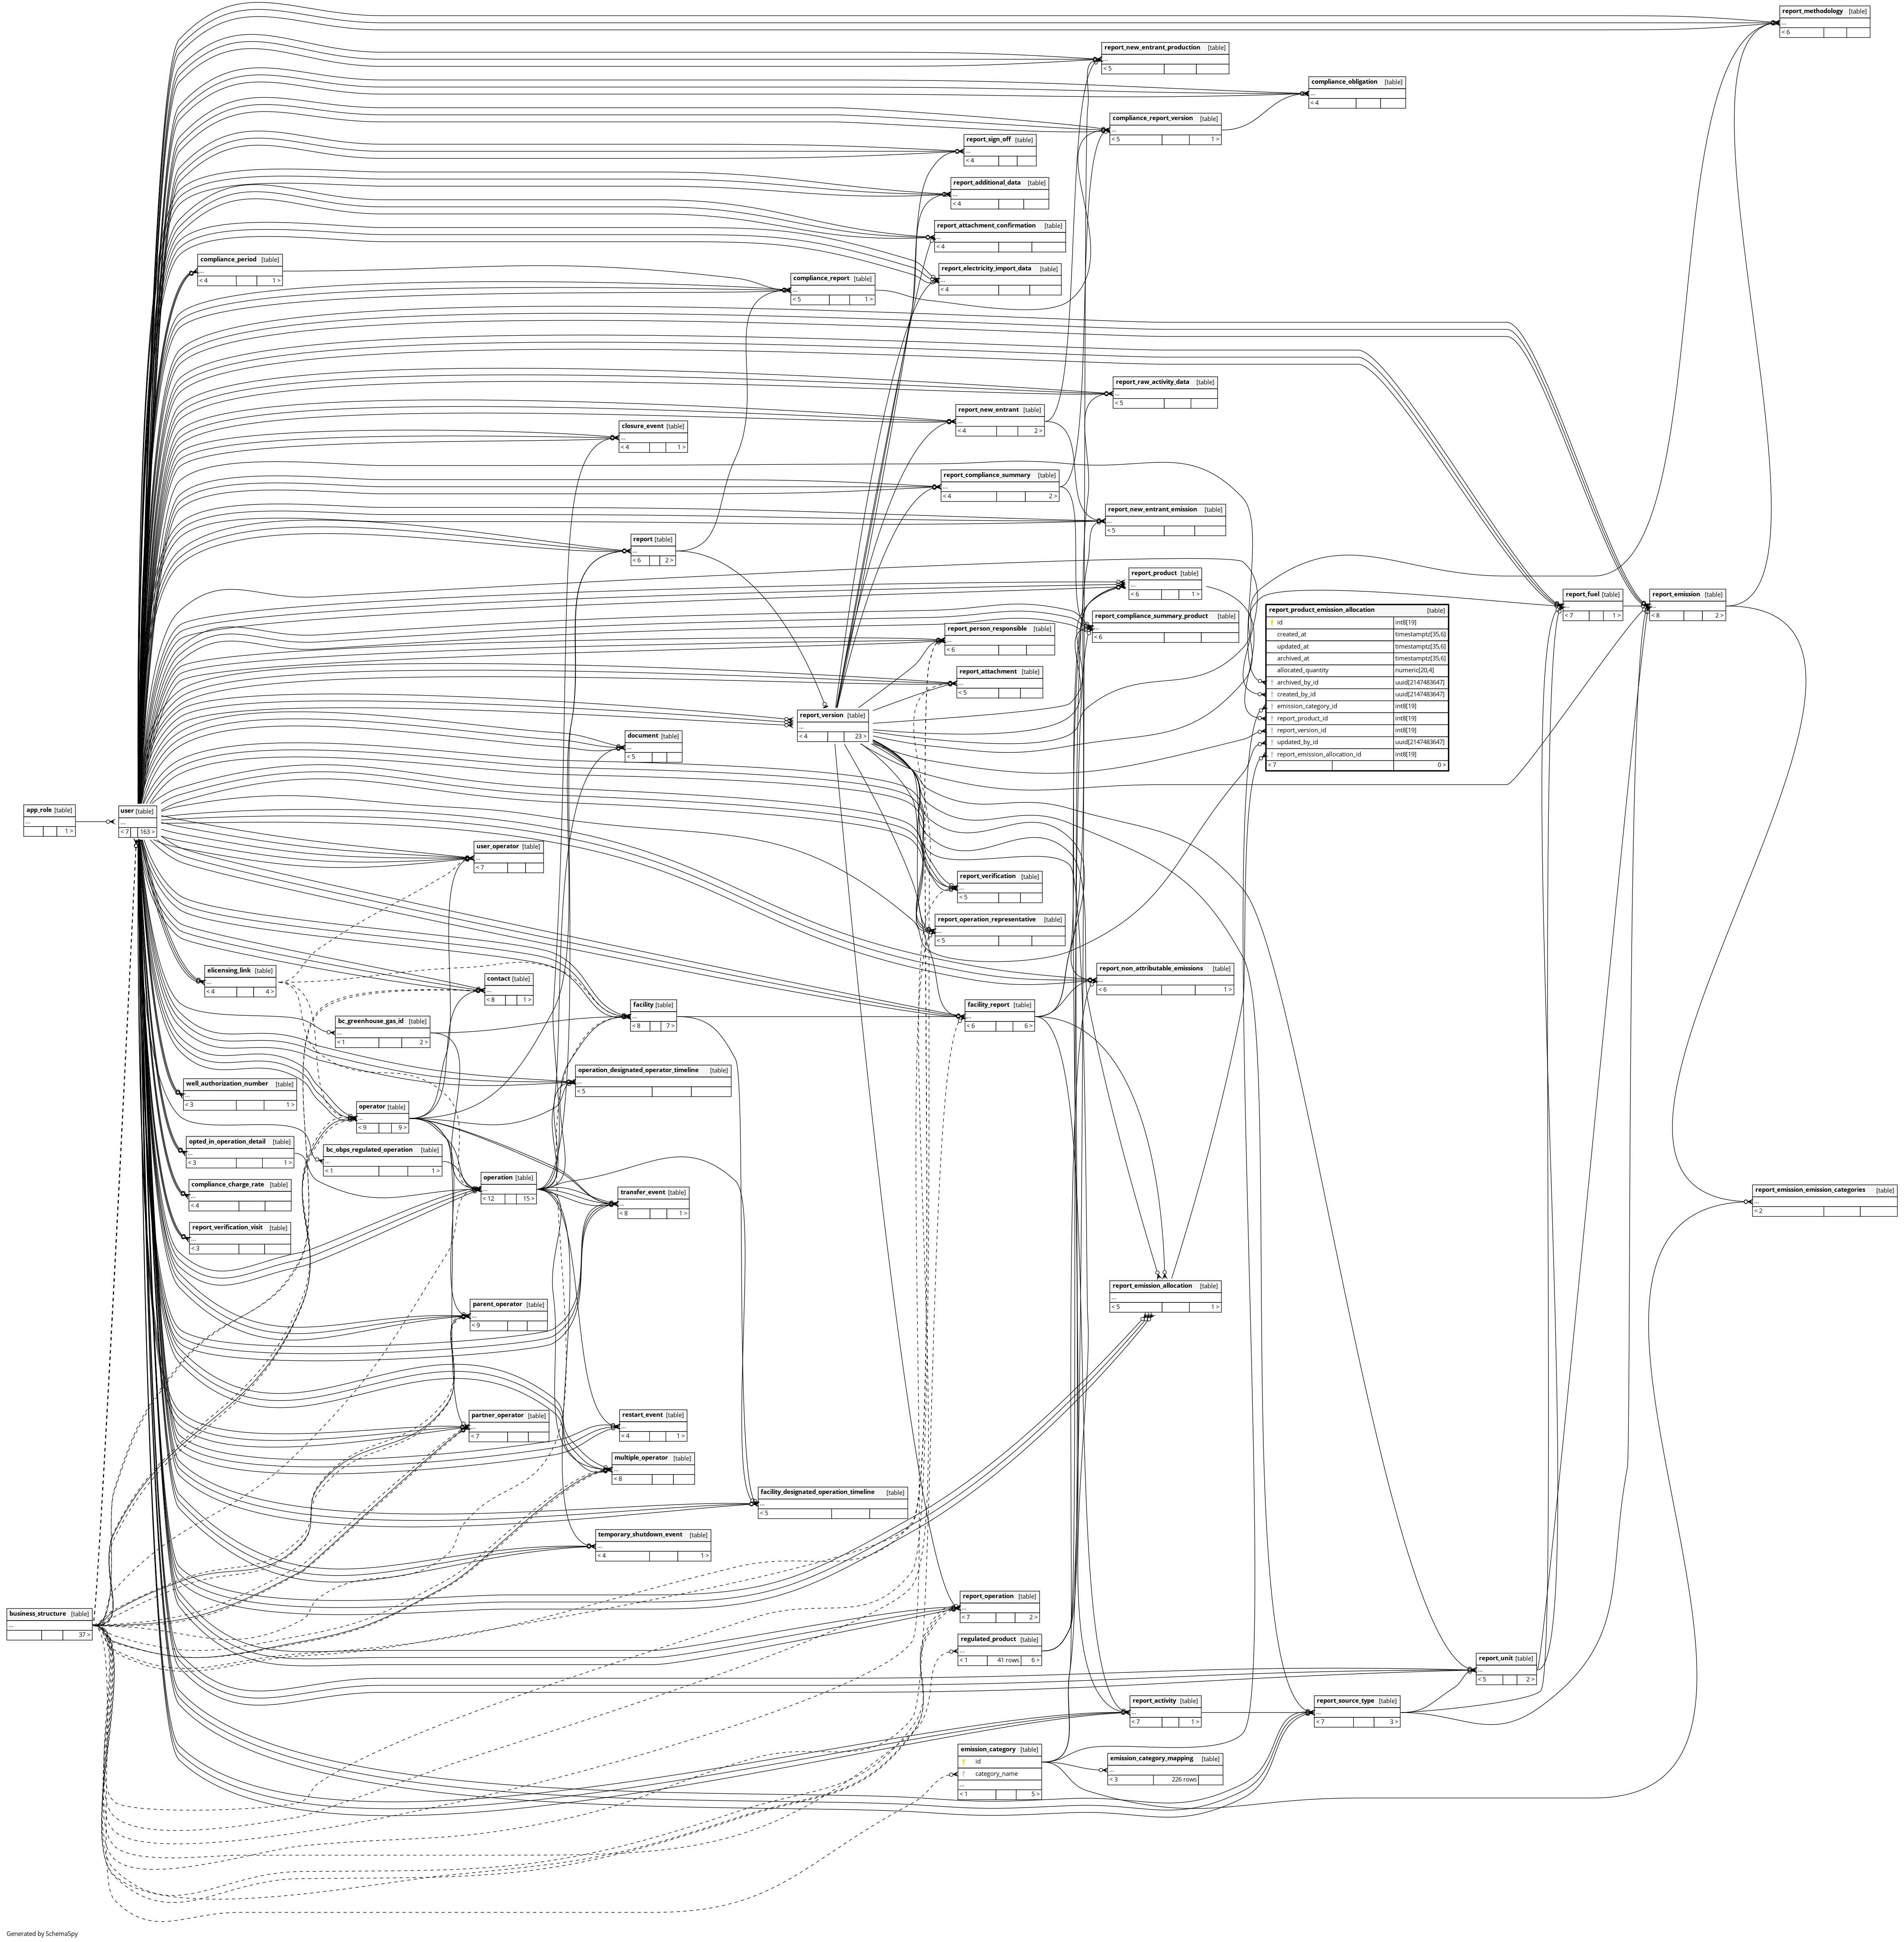 report_methodology [table]
...
< 6
report_new_entrant_production [table]
...
< 5
compliance_obligation [table]
...
< 4
compliance_report_version [table]
...
< 5 1 >
report_sign_off [table]
...
< 4
report_additional_data [table]
...
< 4
report_attachment_confirmation [table]
...
< 4
compliance_period [table]
...
< 4 1 >
report_electricity_import_data [table]
...
< 4
compliance_report [table]
...
< 5 1 >
report_raw_activity_data [table]
...
< 5
report_new_entrant [table]
...
< 4 2 >
closure_event [table]
...
< 4 1 >
report_compliance_summary [table]
...
< 4 2 >
report_new_entrant_emission [table]
...
< 5
report [table]
...
< 6 2 >
report_product [table]
...
< 6 1 >
report_fuel [table]
...
< 7 1 >
report_emission [table]
...
< 8 2 >
report_product_emission_allocation [table]
id int8[19]
created_at timestamptz[35,6]
updated_at timestamptz[35,6]
archived_at timestamptz[35,6]
allocated_quantity numeric[20,4]
archived_by_id uuid[2147483647]
created_by_id uuid[2147483647]
emission_category_id int8[19]
report_product_id int8[19]
report_version_id int8[19]
updated_by_id uuid[2147483647]
report_emission_allocation_id int8[19]
< 7 0 >
report_compliance_summary_product [table]
...
< 6
report_person_responsible [table]
...
< 6
report_attachment [table]
...
< 5
report_version [table]
...
< 4 23 >
document [table]
...
< 5
app_role [table]
...
1 >
user [table]
...
< 7 163 >
user_operator [table]
...
< 7
report_verification [table]
...
< 5
report_operation_representative [table]
...
< 5
elicensing_link [table]
...
< 4 4 >
contact [table]
...
< 8 1 >
report_non_attributable_emissions [table]
...
< 6 1 >
facility [table]
...
< 8 7 >
facility_report [table]
...
< 6 6 >
bc_greenhouse_gas_id [table]
...
< 1 2 >
operation_designated_operator_timeline [table]
...
< 5
well_authorization_number [table]
...
< 3 1 >
operator [table]
...
< 9 9 >
opted_in_operation_detail [table]
...
< 3 1 >
bc_obps_regulated_operation [table]
...
< 1 1 >
operation [table]
...
< 12 15 >
compliance_charge_rate [table]
...
< 4
transfer_event [table]
...
< 8 1 >
report_emission_emission_categories [table]
...
< 2
report_verification_visit [table]
...
< 3
report_emission_allocation [table]
...
< 5 1 >
parent_operator [table]
...
< 9
partner_operator [table]
...
< 7
restart_event [table]
...
< 4 1 >
multiple_operator [table]
...
< 8
facility_designated_operation_timeline [table]
...
< 5
temporary_shutdown_event [table]
...
< 4 1 >
report_operation [table]
...
< 7 2 >
business_structure [table]
...
37 >
regulated_product [table]
...
< 1 41 rows 6 >
report_unit [table]
...
< 5 2 >
report_activity [table]
...
< 7 1 >
report_source_type [table]
...
< 7 3 >
emission_category [table]
id
category_name
...
< 1 5 >
emission_category_mapping [table]
...
< 3 226 rows
Generated by SchemaSpy